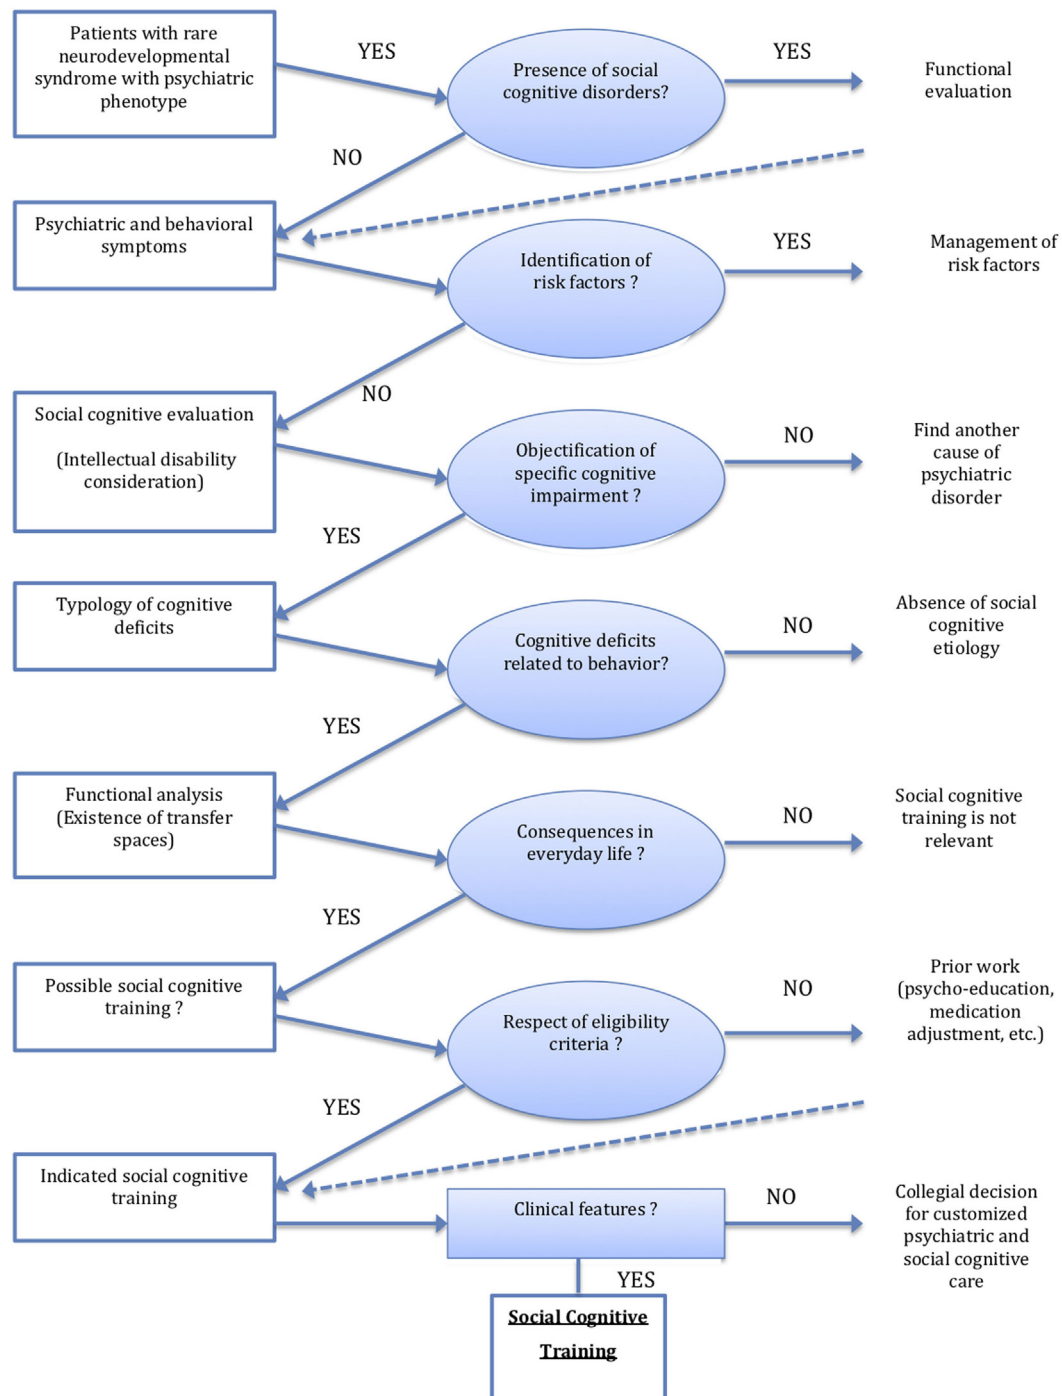 Patients with rare
neurodevelopmental
syndrome with psychiatric
phenotype
YES
Presence of social
cognitive disorders?
YES
Functional
evaluation
NO
Psychiatric and behavioral
symptoms
Identification of
risk factors ?
YES
Management of
risk factors
NO
Social cognitive evaluation
(Intellectual disability
consideration)
Objectification of
specific cognitive
impairment ?
NO
Find another
cause of
psychiatric
disorder
YES
Typology of cognitive
deficits
Cognitive deficits
related to behavior?
NO
Absence of social
cognitive
etiology
YES
Functional analysis
(Existence of transfer
spaces)
Consequences in
everyday life ?
NO
Social cognitive
training is not
relevant
YES
Possible social cognitive
training ?
Respect of eligibility
criteria ?
NO
Prior work
(psycho-education,
medication
adjustment, etc.)
YES
Indicated social cognitive
training
Clinical features ?
NO
Collegial decision
for customized
psychiatric and
social cognitive
care
YES
Social Cognitive
Training